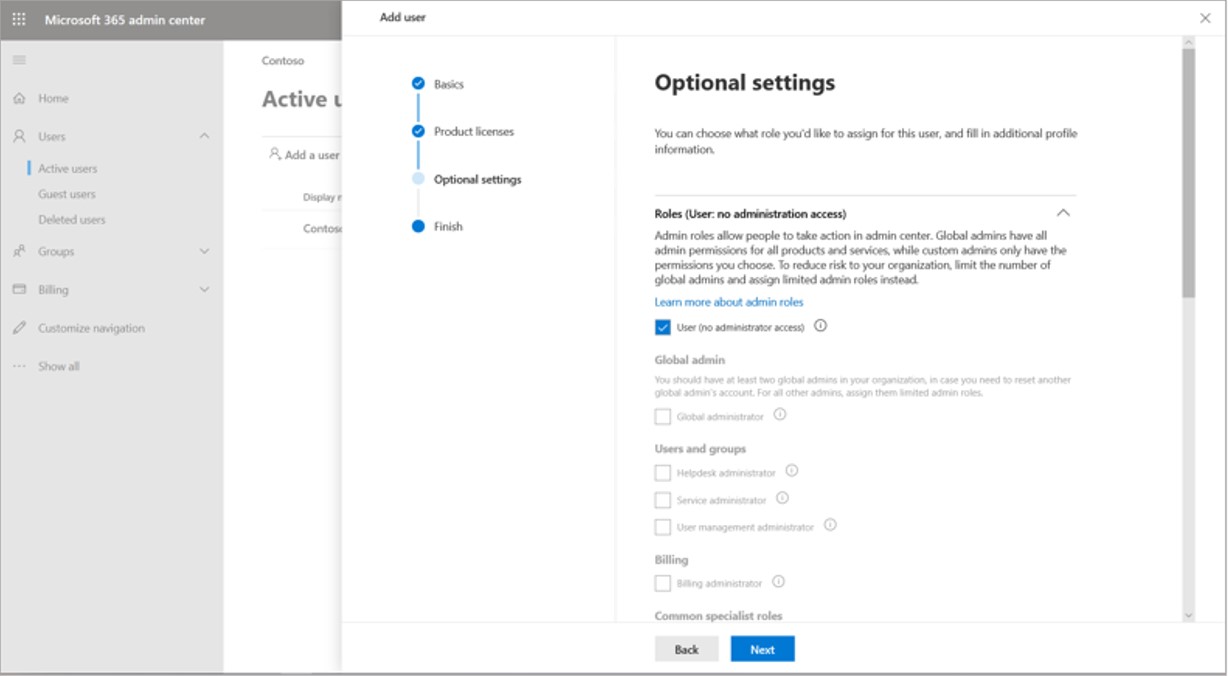 Microsoft 365 admin center
Home
Users
Active users
Guest users
Deleted users
Groups
Billing
Customize navigation
Show all
Contoso
Active u
Add a user
Display n
Contoso
Add user
Basics
Product licenses
Optional settings
Finish
Optional settings
You can choose what role you'd like to assign for this user, and fill in additional profile
information.
Roles (User: no administration access)
Admin roles allow people to take action in admin center. Global admins have all
admin permissions for all products and services, while custom admins only have the
permissions you choose. To reduce risk to your organization, limit the number of
global admins and assign limited admin roles instead.
Learn more about admin roles
User (no administrator access)
Global admin
You should have at least two global admins in your organization, in case you need to reset another
global admin's account. For all other admins, assign them limited admin roles.
Global administrator
Users and groups
Helpdesk administrator
Service administrator
User management administrator
Billing
Billing administrator
Common specialist roles
Back
Next